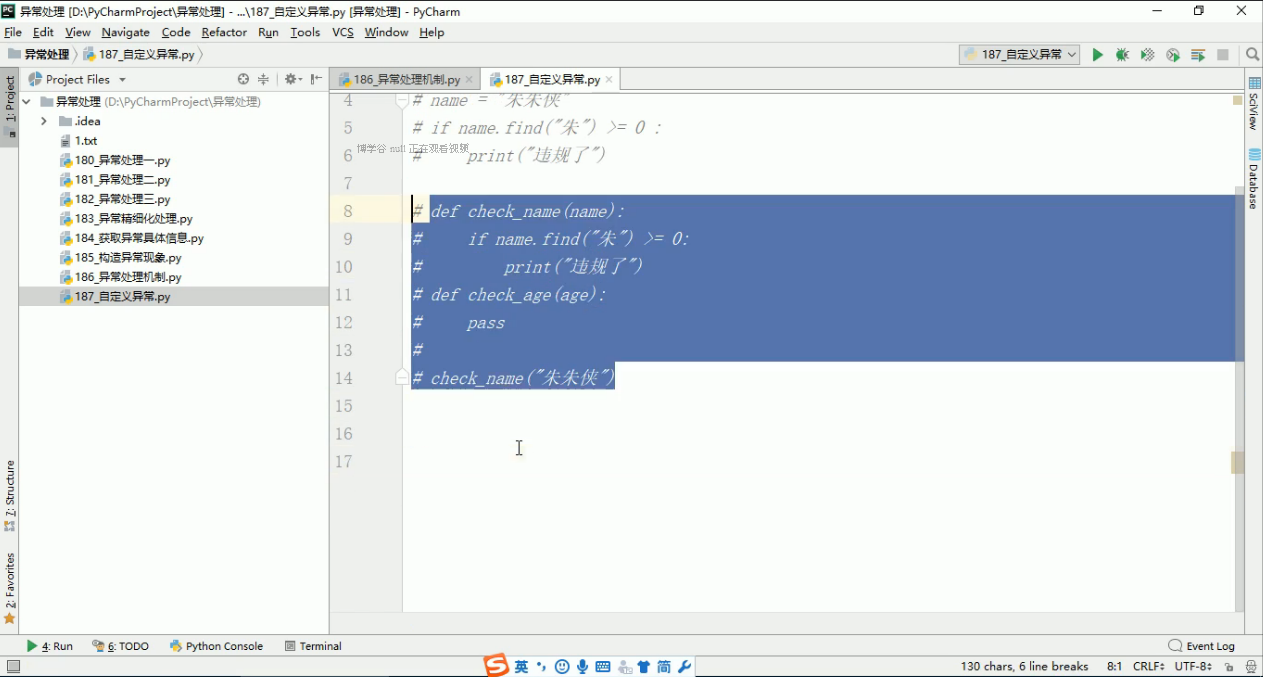 异常处理 [D:\PyCharmProject\异常处理] - ...\187_自定义异常.py [异常处理] - PyCharm
File Edit View Navigate Code Refactor Run Tools VCS Window Help
异常处理 187_自定义异常.py 187_自定义异常
1: Project
Project Files
186_异常处理机制.py 187_自定义异常.py
异常处理 (D:\PyCharmProject\异常处理)
.idea
1.txt
180_异常处理一.py
181_异常处理二.py
182_异常处理三.py
183_异常精细化处理.py
184_获取异常具体信息.py
185_构造异常现象.py
186_异常处理机制.py
187_自定义异常.py
4 # name = "朱朱侠"
5 # if name.find("朱") >= 0 :
博学谷 null 正在观看视频
6 #     print("违规了")
7
8 # def check_name(name):
9 #     if name.find("朱") >= 0:
10 #         print("违规了")
11 # def check_age(age):
12 #     pass
13 #
14 # check_name("朱朱侠")
15
16
17
SciView
Database
7: Structure
2: Favorites
4: Run 6: TODO Python Console Terminal Event Log
英 简
130 chars, 6 line breaks 8:1 CRLF UTF-8